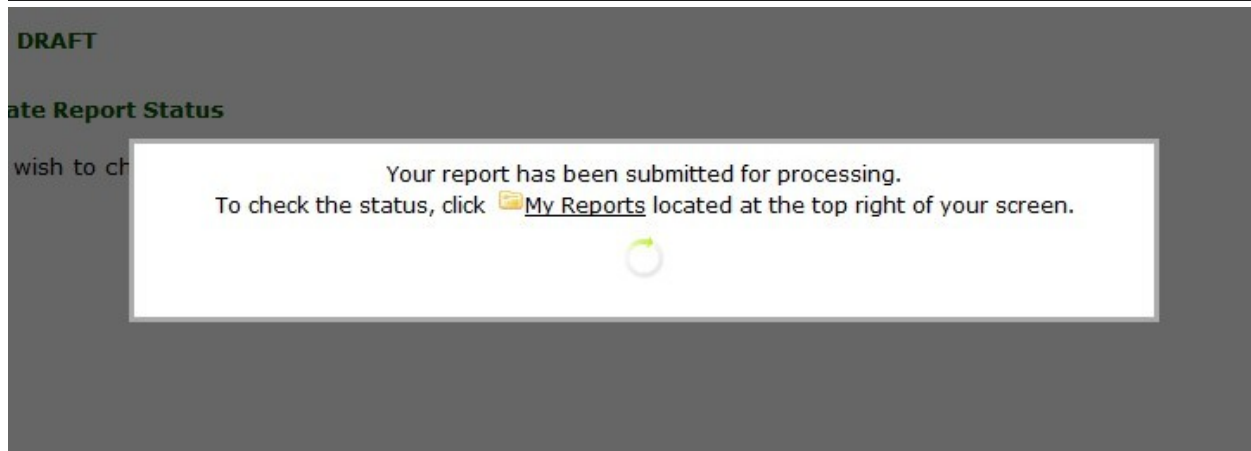 DRAFT
ate Report Status
wish to ch
Your report has been submitted for processing.
To check the status, click My Reports located at the top right of your screen.